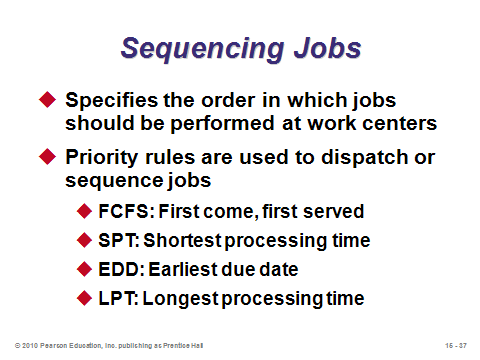 Sequencing Jobs
Specifies the order in which jobs
should be performed at work centers
Priority rules are used to dispatch or
sequence jobs
FCFS: First come, first served
SPT: Shortest processing time
EDD: Earliest due date
LPT: Longest processing time
© 2010 Pearson Education, Inc. publishing as Prentice Hall
15 - 37